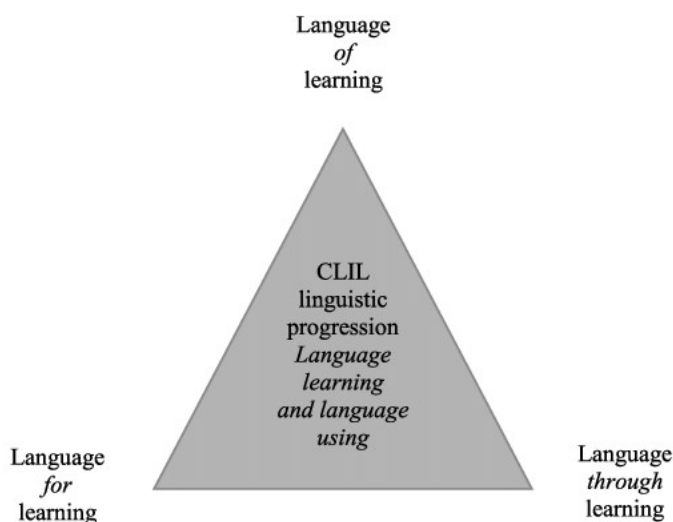 Language
of
learning
CLIL
linguistic
progression
Language
learning
and language
using
Language
for
learning
Language
through
learning